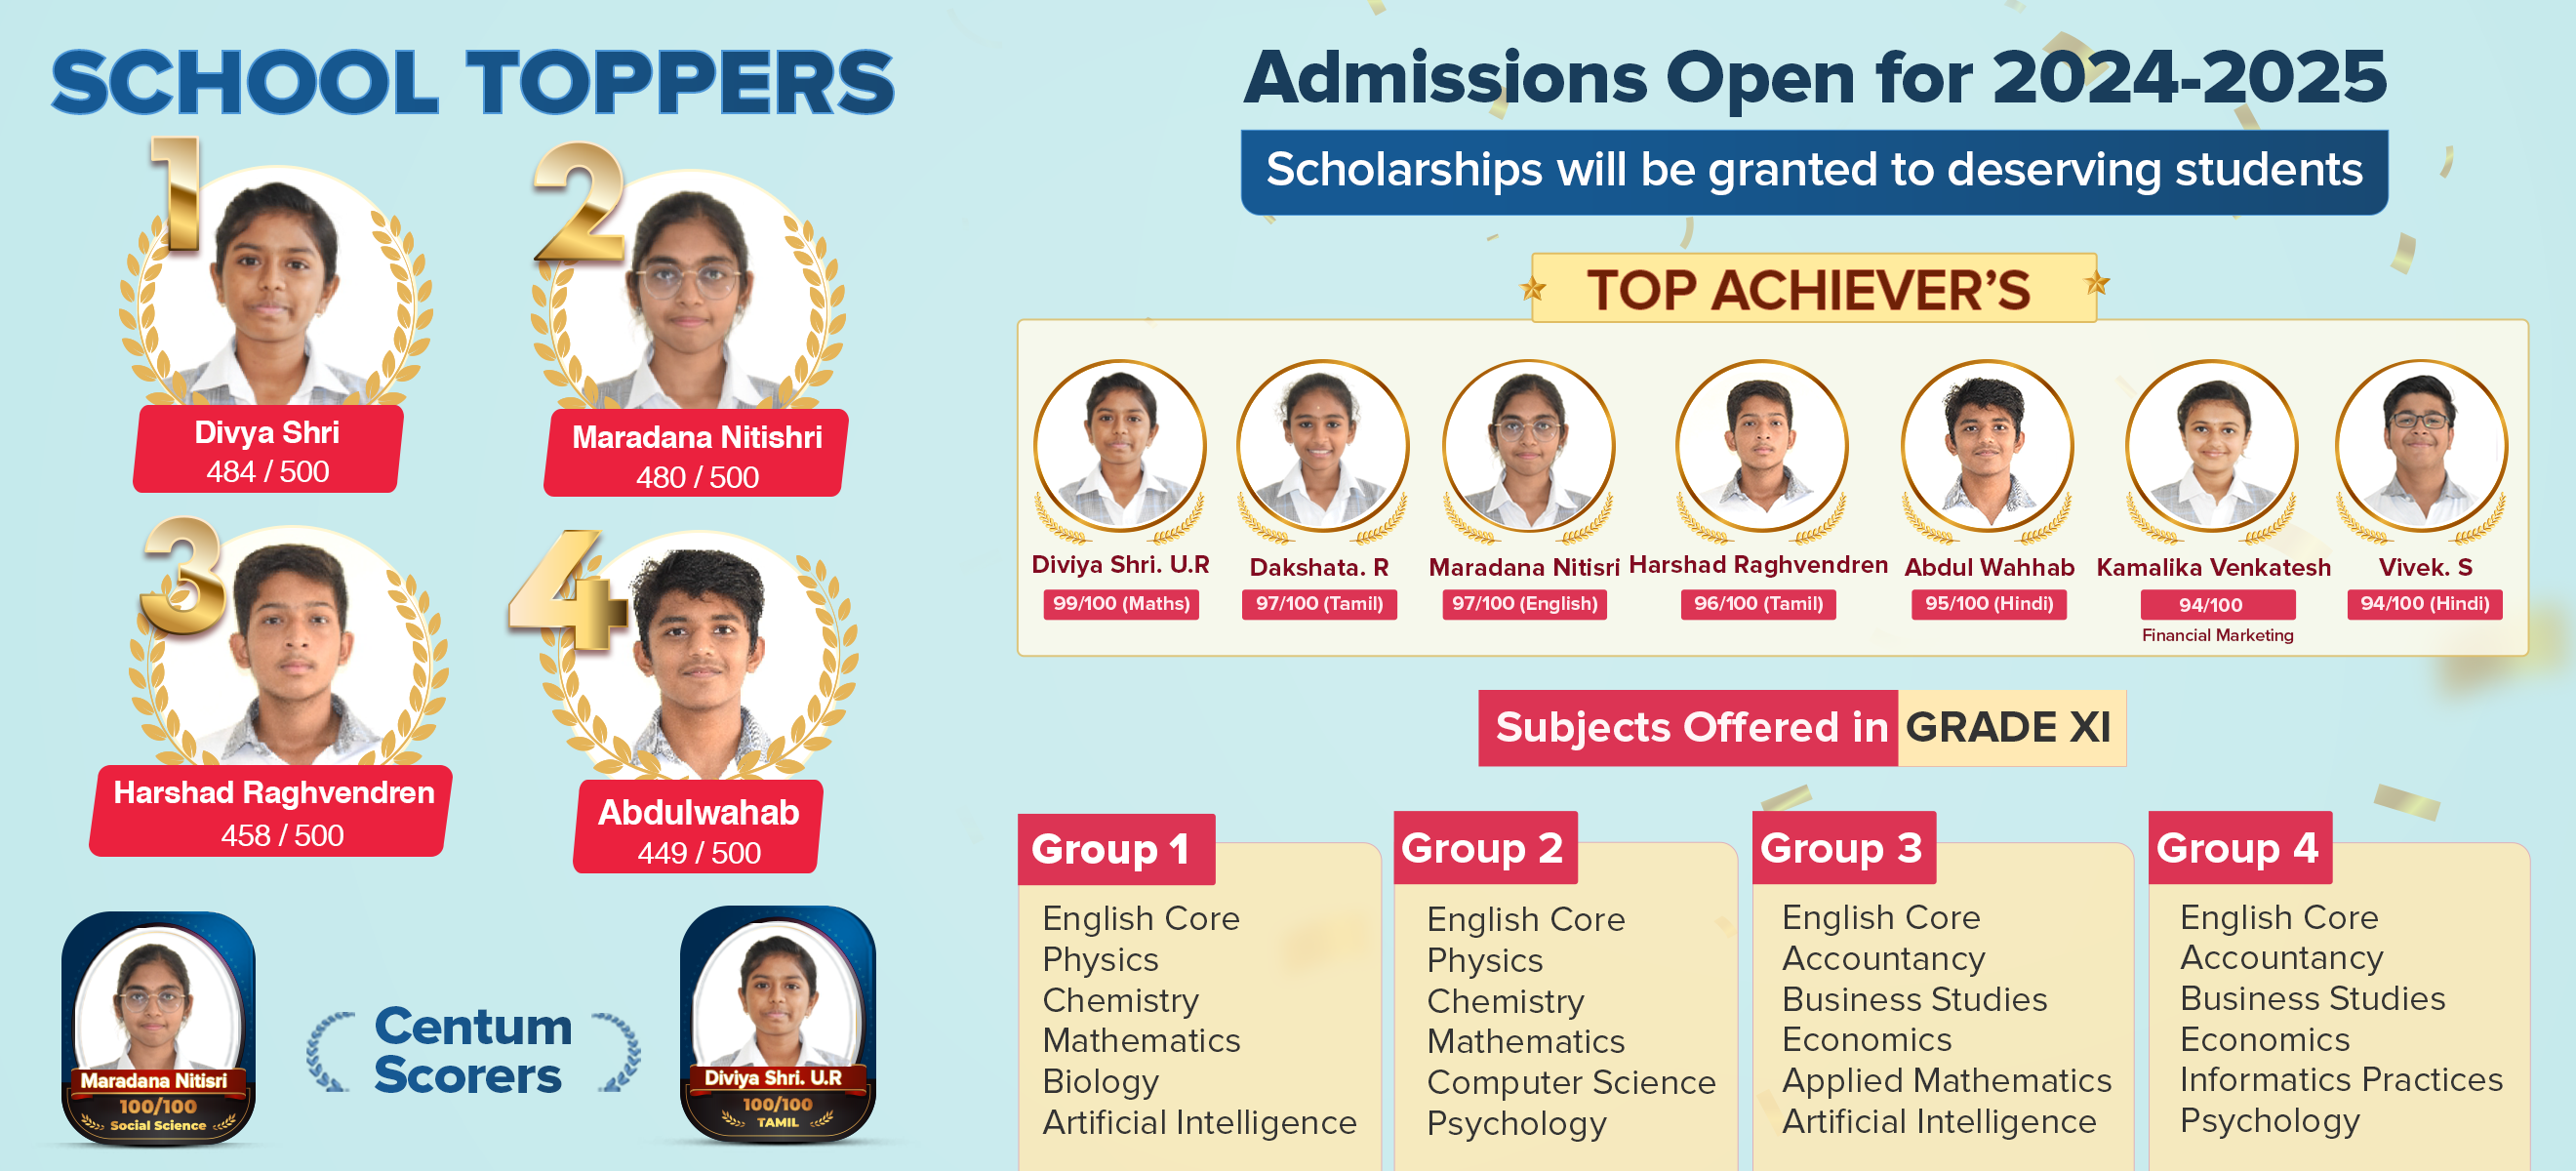 SCHOOL TOPPERS
1
Divya Shri
484 / 500
2
Maradana Nitishri
480 / 500
3
Harshad Raghvendren
458 / 500
4
Abdulwahab
449 / 500
Maradana Nitisri
100/100
Social Science
Centum
Scorers
Diviya Shri. U.R
100/100
TAMIL
Admissions Open for 2024-2025
Scholarships will be granted to deserving students
TOP ACHIEVER’S
Diviya Shri. U.R
99/100 (Maths)
Dakshata. R
97/100 (Tamil)
Maradana Nitisri
97/100 (English)
Harshad Raghvendren
96/100 (Tamil)
Abdul Wahhab
95/100 (Hindi)
Kamalika Venkatesh
94/100
Financial Marketing
Vivek. S
94/100 (Hindi)
Subjects Offered in GRADE XI
Group 1
English Core
Physics
Chemistry
Mathematics
Biology
Artificial Intelligence
Group 2
English Core
Physics
Chemistry
Mathematics
Computer Science
Psychology
Group 3
English Core
Accountancy
Business Studies
Economics
Applied Mathematics
Artificial Intelligence
Group 4
English Core
Accountancy
Business Studies
Economics
Informatics Practices
Psychology